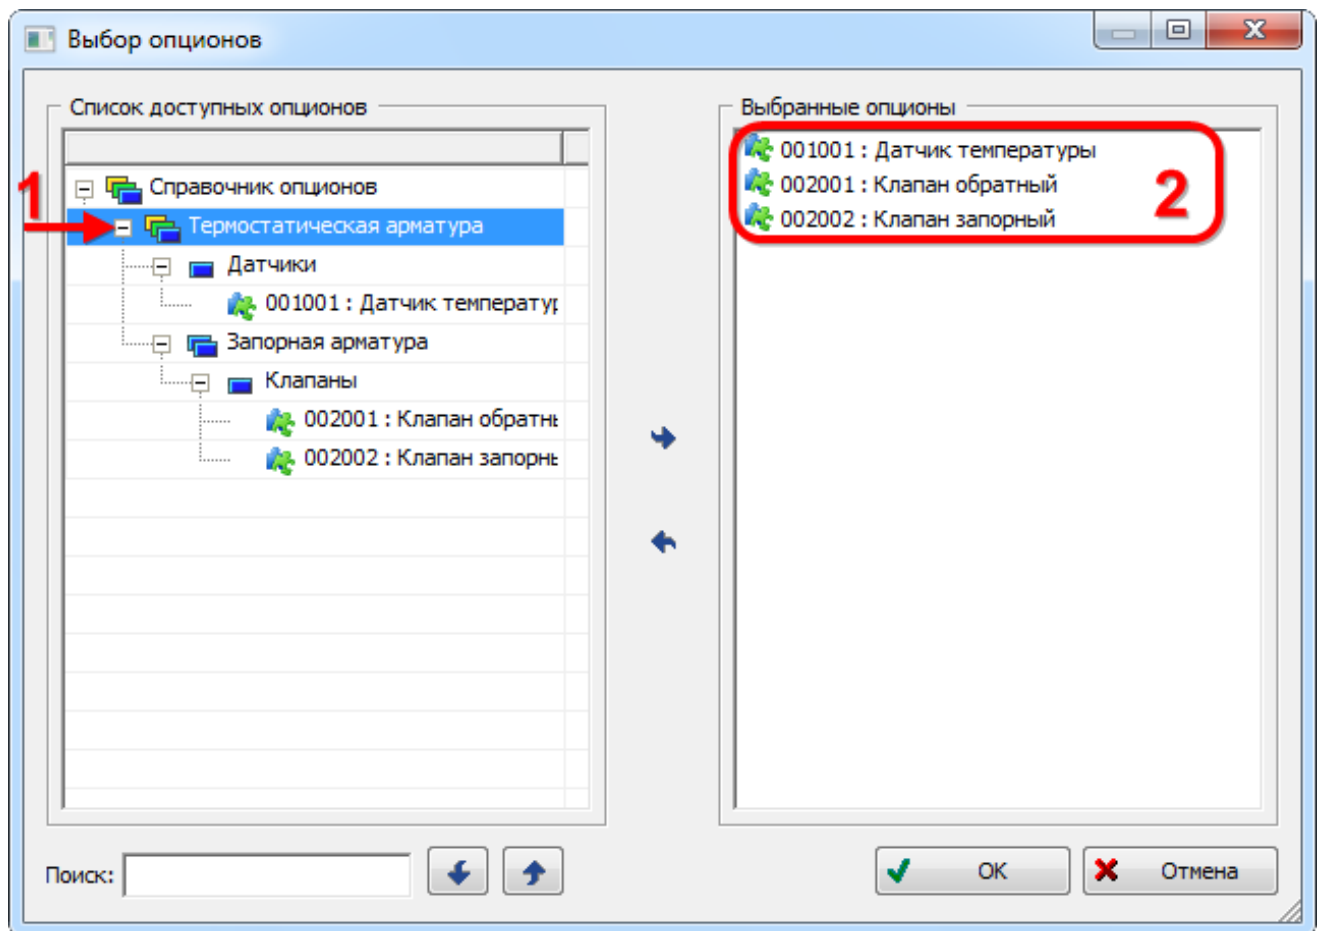 Выбор опционов
Список доступных опционов
Справочник опционов
1
Термостатическая арматура
Датчики
001001 : Датчик температур
Запорная арматура
Клапаны
002001 : Клапан обратнь
002002 : Клапан запорнь
Выбранные опционы
001001 : Датчик температуры
002001 : Клапан обратный
002002 : Клапан запорный
2
Поиск:
OK
Отмена